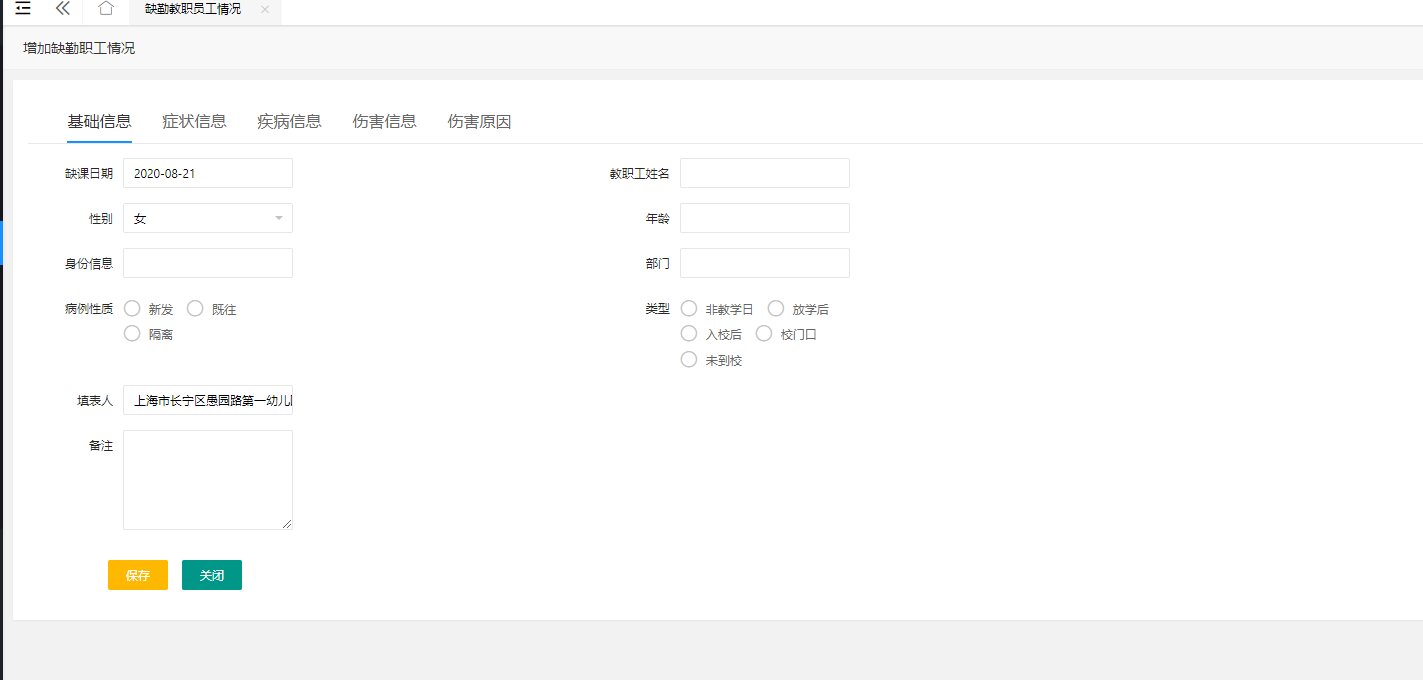 缺勤教职员工情况
增加缺勤职工情况
基础信息 症状信息 疾病信息 伤害信息 伤害原因
缺课日期 2020-08-21 教职工姓名
性别 女 年龄
身份信息 部门
病例性质 新发 既往 类型 非教学日 放学后
隔离 入校后 校门口
未到校
填表人 上海市长宁区愚园路第一幼儿
备注
保存 关闭